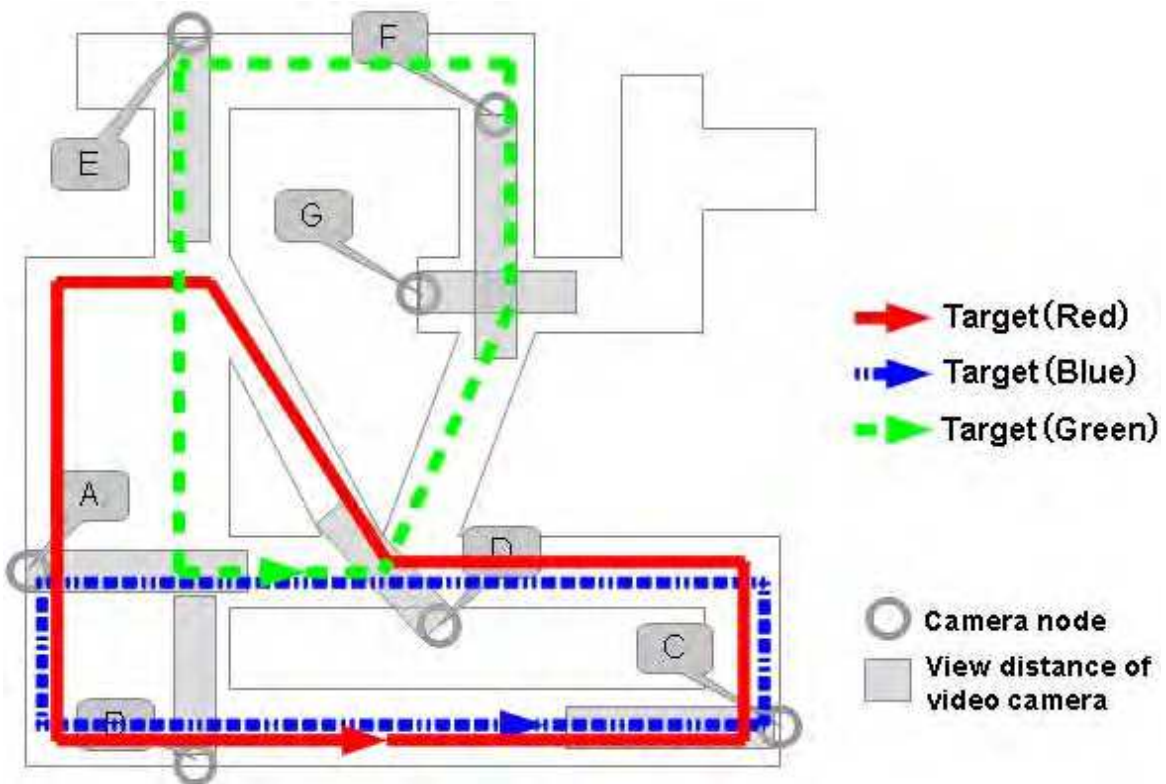 F
E
G
Target(Red)
Target(Blue)
Target(Green)
A
D
Camera node
C
View distance of
video camera